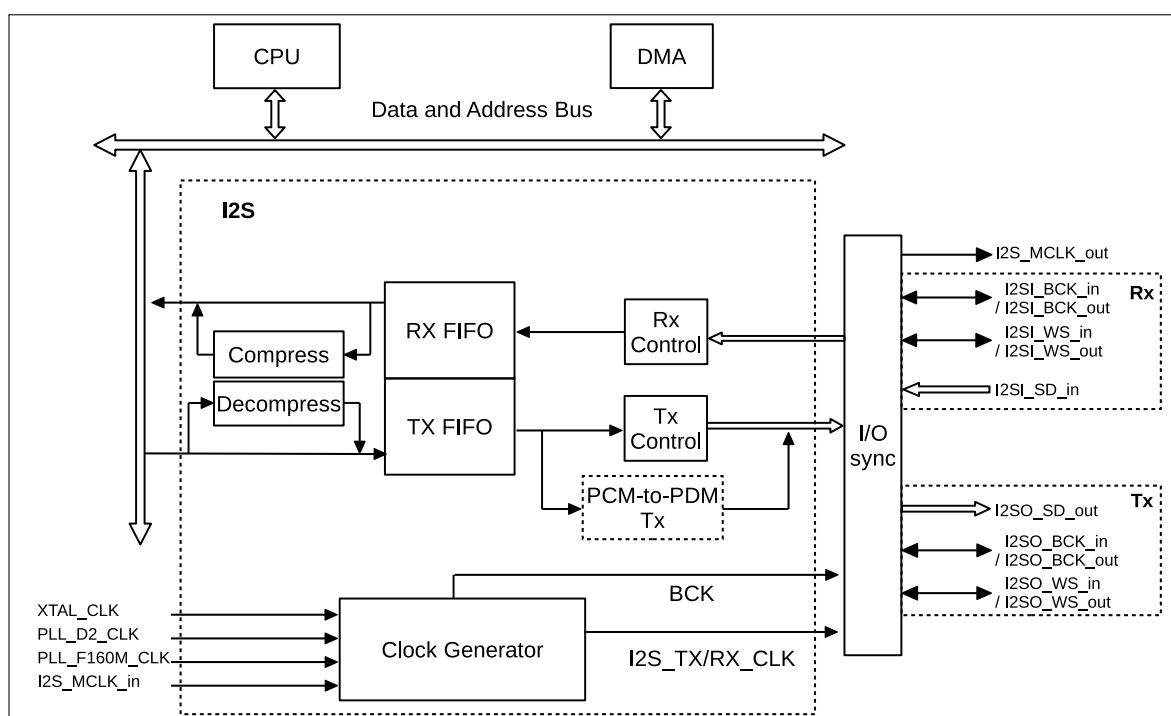 CPU
DMA
Data and Address Bus
I2S
I2S_MCLK_out
Rx
I2SI_BCK_in
/ I2SI_BCK_out
I2SI_WS_in
/ I2SI_WS_out
I2SI_SD_in
RX FIFO
Rx
Control
Compress
Decompress
TX FIFO
Tx
Control
I/O
sync
PCM-to-PDM
Tx
Tx
I2SO_SD_out
I2SO_BCK_in
/ I2SO_BCK_out
I2SO_WS_in
/ I2SO_WS_out
BCK
XTAL_CLK
PLL_D2_CLK
PLL_F160M_CLK
I2S_MCLK_in
Clock Generator
I2S_TX/RX_CLK